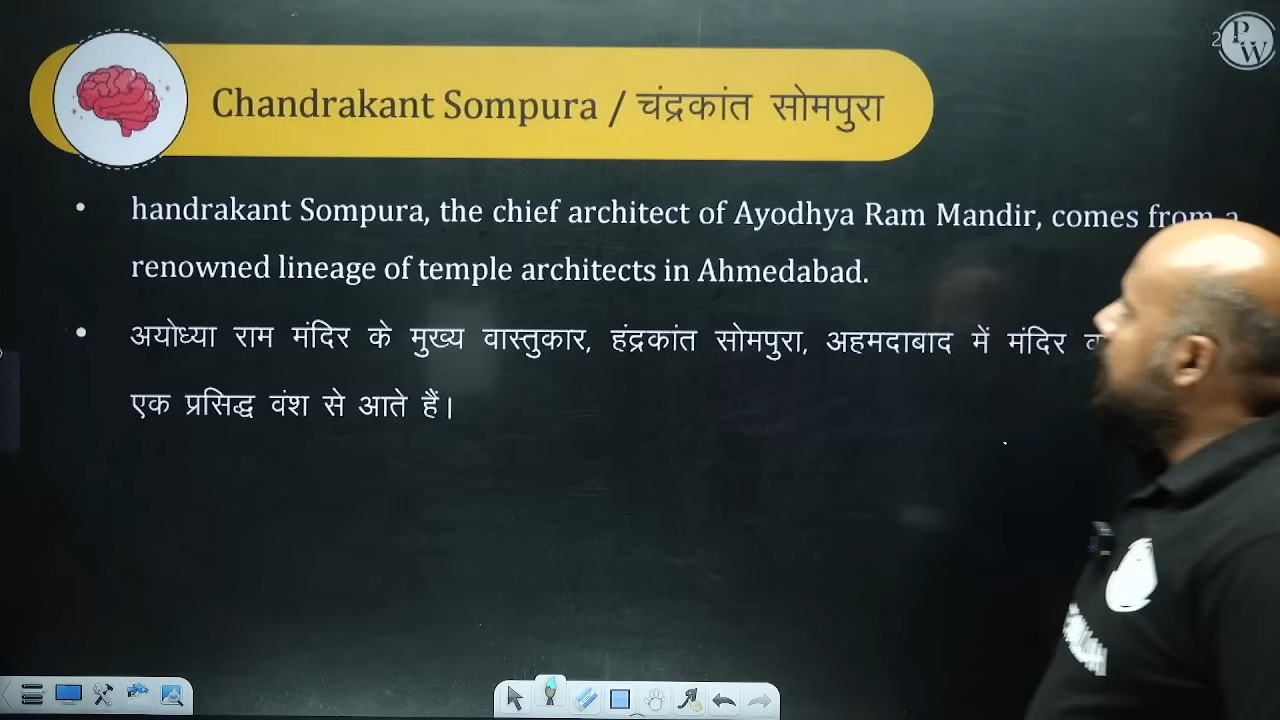 PW
Chandrakant Sompura / चंद्रकांत सोमपुरा
• handrakant Sompura, the chief architect of Ayodhya Ram Mandir, comes from a
renowned lineage of temple architects in Ahmedabad.
• अयोध्या राम मंदिर के मुख्य वास्तुकार, हंद्रकांत सोमपुरा, अहमदाबाद में मंदिर
एक प्रसिद्ध वंश से आते हैं।